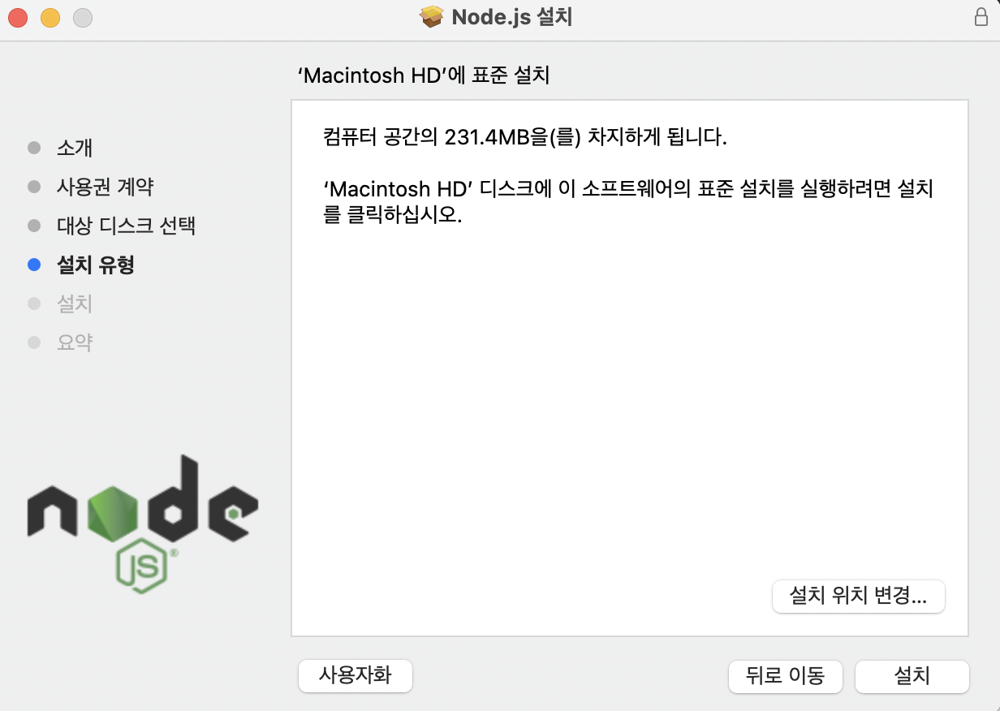 Node.js 설치
‘Macintosh HD’에 표준 설치
소개
사용권 계약
대상 디스크 선택
설치 유형
설치
요약
컴퓨터 공간의 231.4MB을(를) 차지하게 됩니다.
‘Macintosh HD’ 디스크에 이 소프트웨어의 표준 설치를 실행하려면 설치
를 클릭하십시오.
node
JS®
설치 위치 변경...
사용자화
뒤로 이동
설치